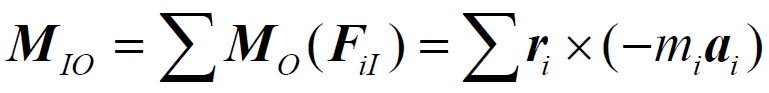 M_{IO} = ∑ M_O(F_{iI}) = ∑ r_i × (−m_i a_i)